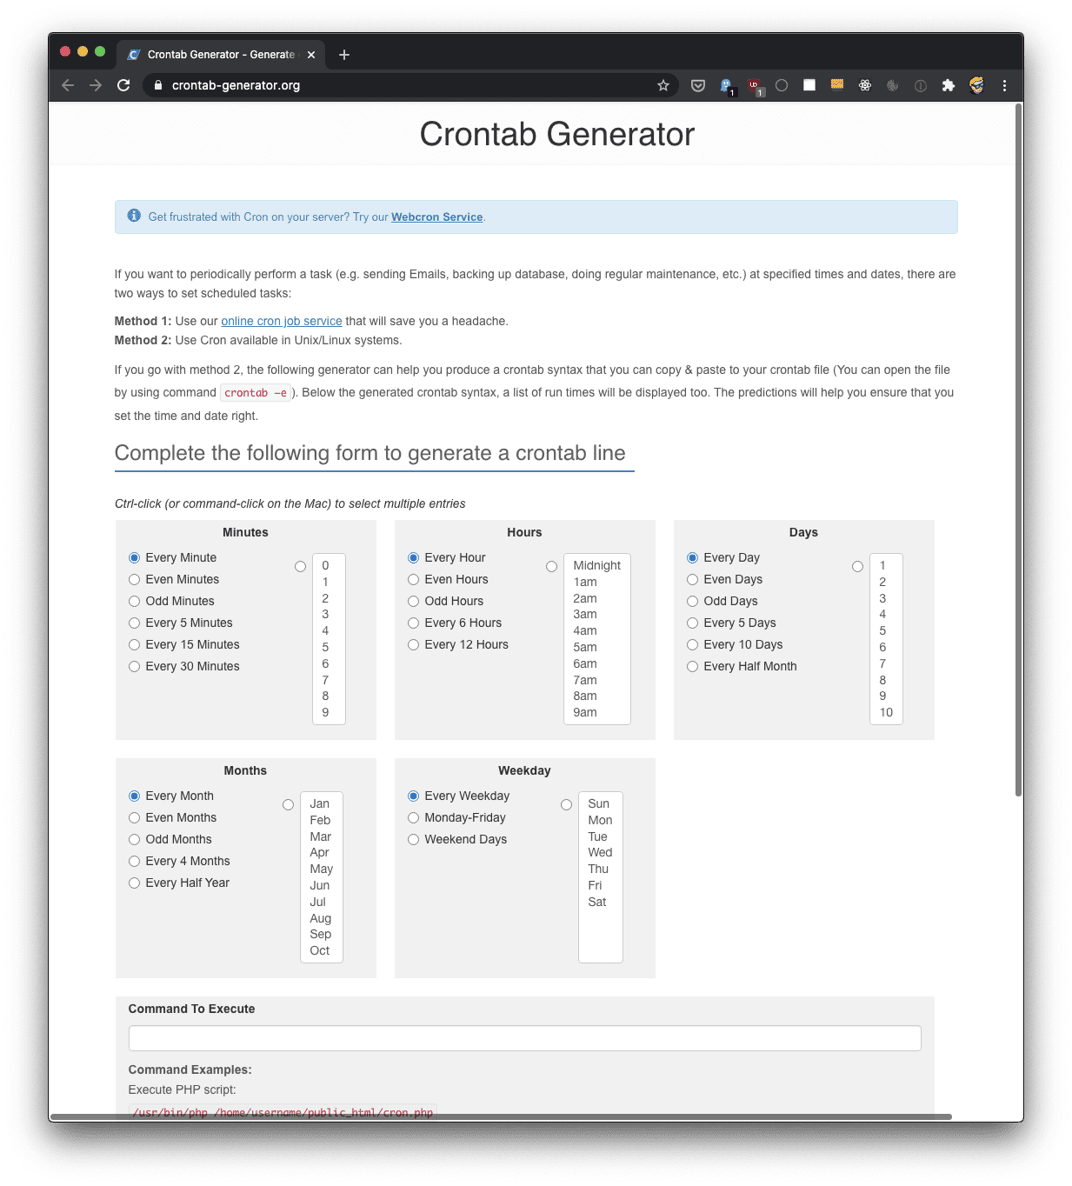 Crontab Generator - Generate
crontab-generator.org
1
1
Crontab Generator
Get frustrated with Cron on your server? Try our Webcron Service.
If you want to periodically perform a task (e.g. sending Emails, backing up database, doing regular maintenance, etc.) at specified times and dates, there are
two ways to set scheduled tasks:
Method 1: Use our online cron job service that will save you a headache.
Method 2: Use Cron available in Unix/Linux systems.
If you go with method 2, the following generator can help you produce a crontab syntax that you can copy & paste to your crontab file (You can open the file
by using command crontab -e ). Below the generated crontab syntax, a list of run times will be displayed too. The predictions will help you ensure that you
set the time and date right.
Complete the following form to generate a crontab line
Ctrl-click (or command-click on the Mac) to select multiple entries
Minutes
Every Minute
Even Minutes
Odd Minutes
Every 5 Minutes
Every 15 Minutes
Every 30 Minutes
0
1
2
3
4
5
6
7
8
9
Hours
Every Hour
Even Hours
Odd Hours
Every 6 Hours
Every 12 Hours
Midnight
1am
2am
3am
4am
5am
6am
7am
8am
9am
Days
Every Day
Even Days
Odd Days
Every 5 Days
Every 10 Days
Every Half Month
1
2
3
4
5
6
7
8
9
10
Months
Every Month
Even Months
Odd Months
Every 4 Months
Every Half Year
Jan
Feb
Mar
Apr
May
Jun
Jul
Aug
Sep
Oct
Weekday
Every Weekday
Monday-Friday
Weekend Days
Sun
Mon
Tue
Wed
Thu
Fri
Sat
Command To Execute
Command Examples:
Execute PHP script:
/usr/bin/php /home/username/public_html/cron.php